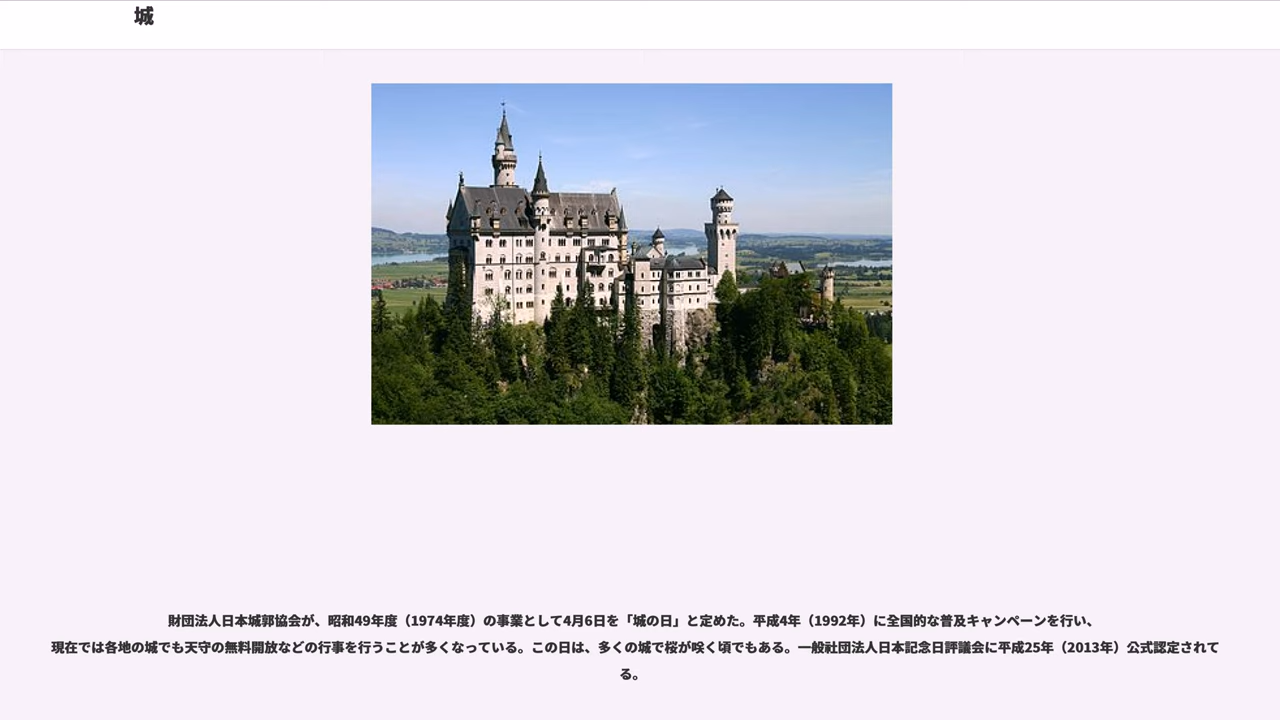 城
財団法人日本城郭協会が、昭和49年度（1974年度）の事業として4月6日を「城の日」と定めた。平成4年（1992年）に全国的な普及キャンペーンを行い、
現在では各地の城でも天守の無料開放などの行事を行うことが多くなっている。この日は、多くの城で桜が咲く頃でもある。一般社団法人日本記念日評議会に平成25年（2013年）公式認定されて
る。